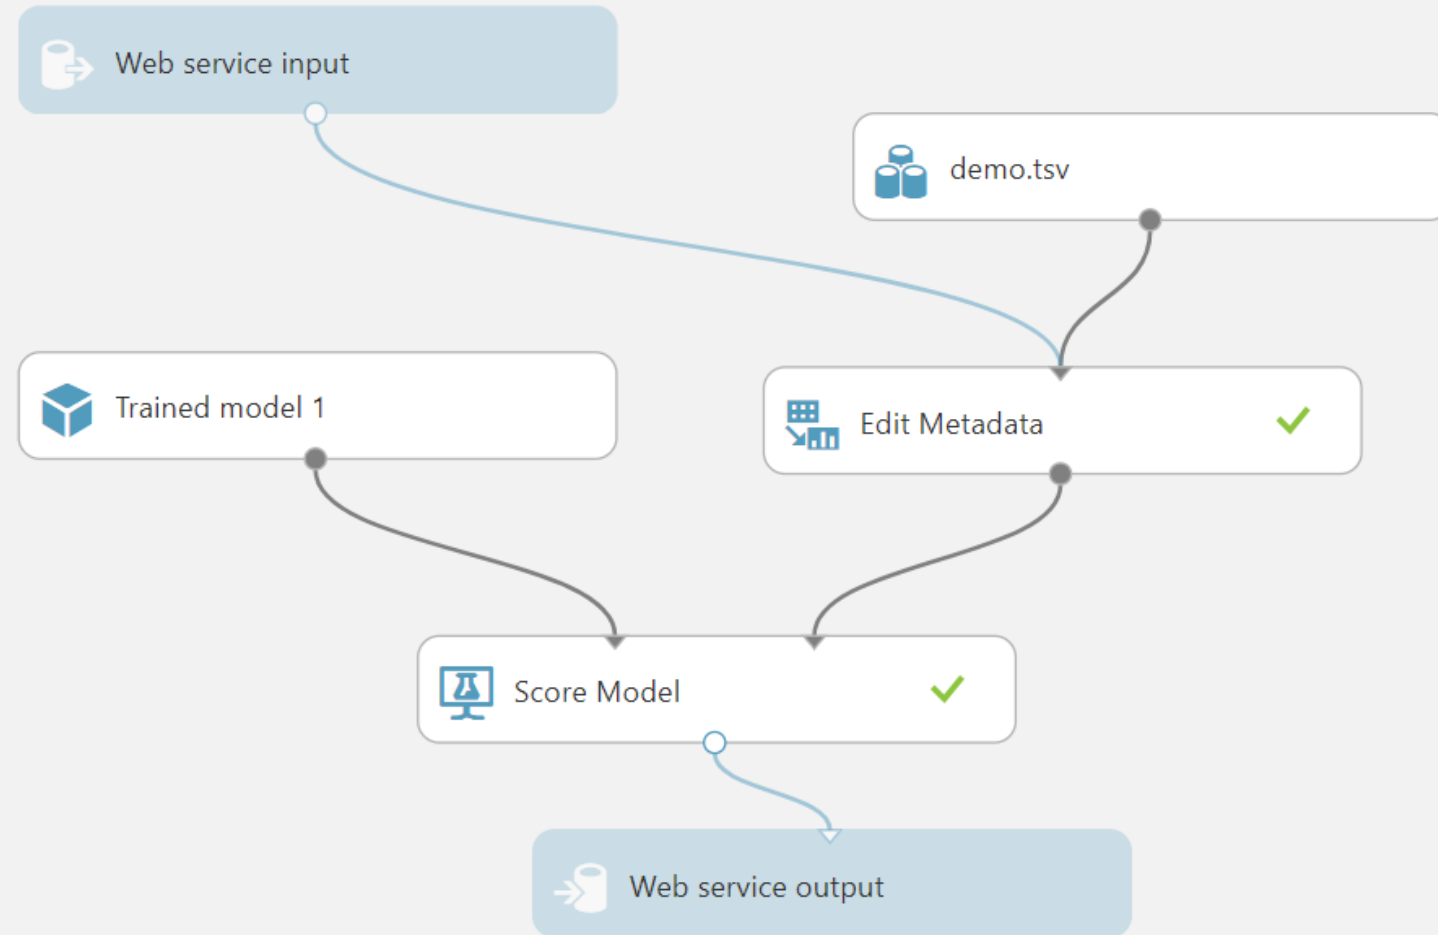 Web service input
demo.tsv
Trained model 1
Edit Metadata
Score Model
Web service output